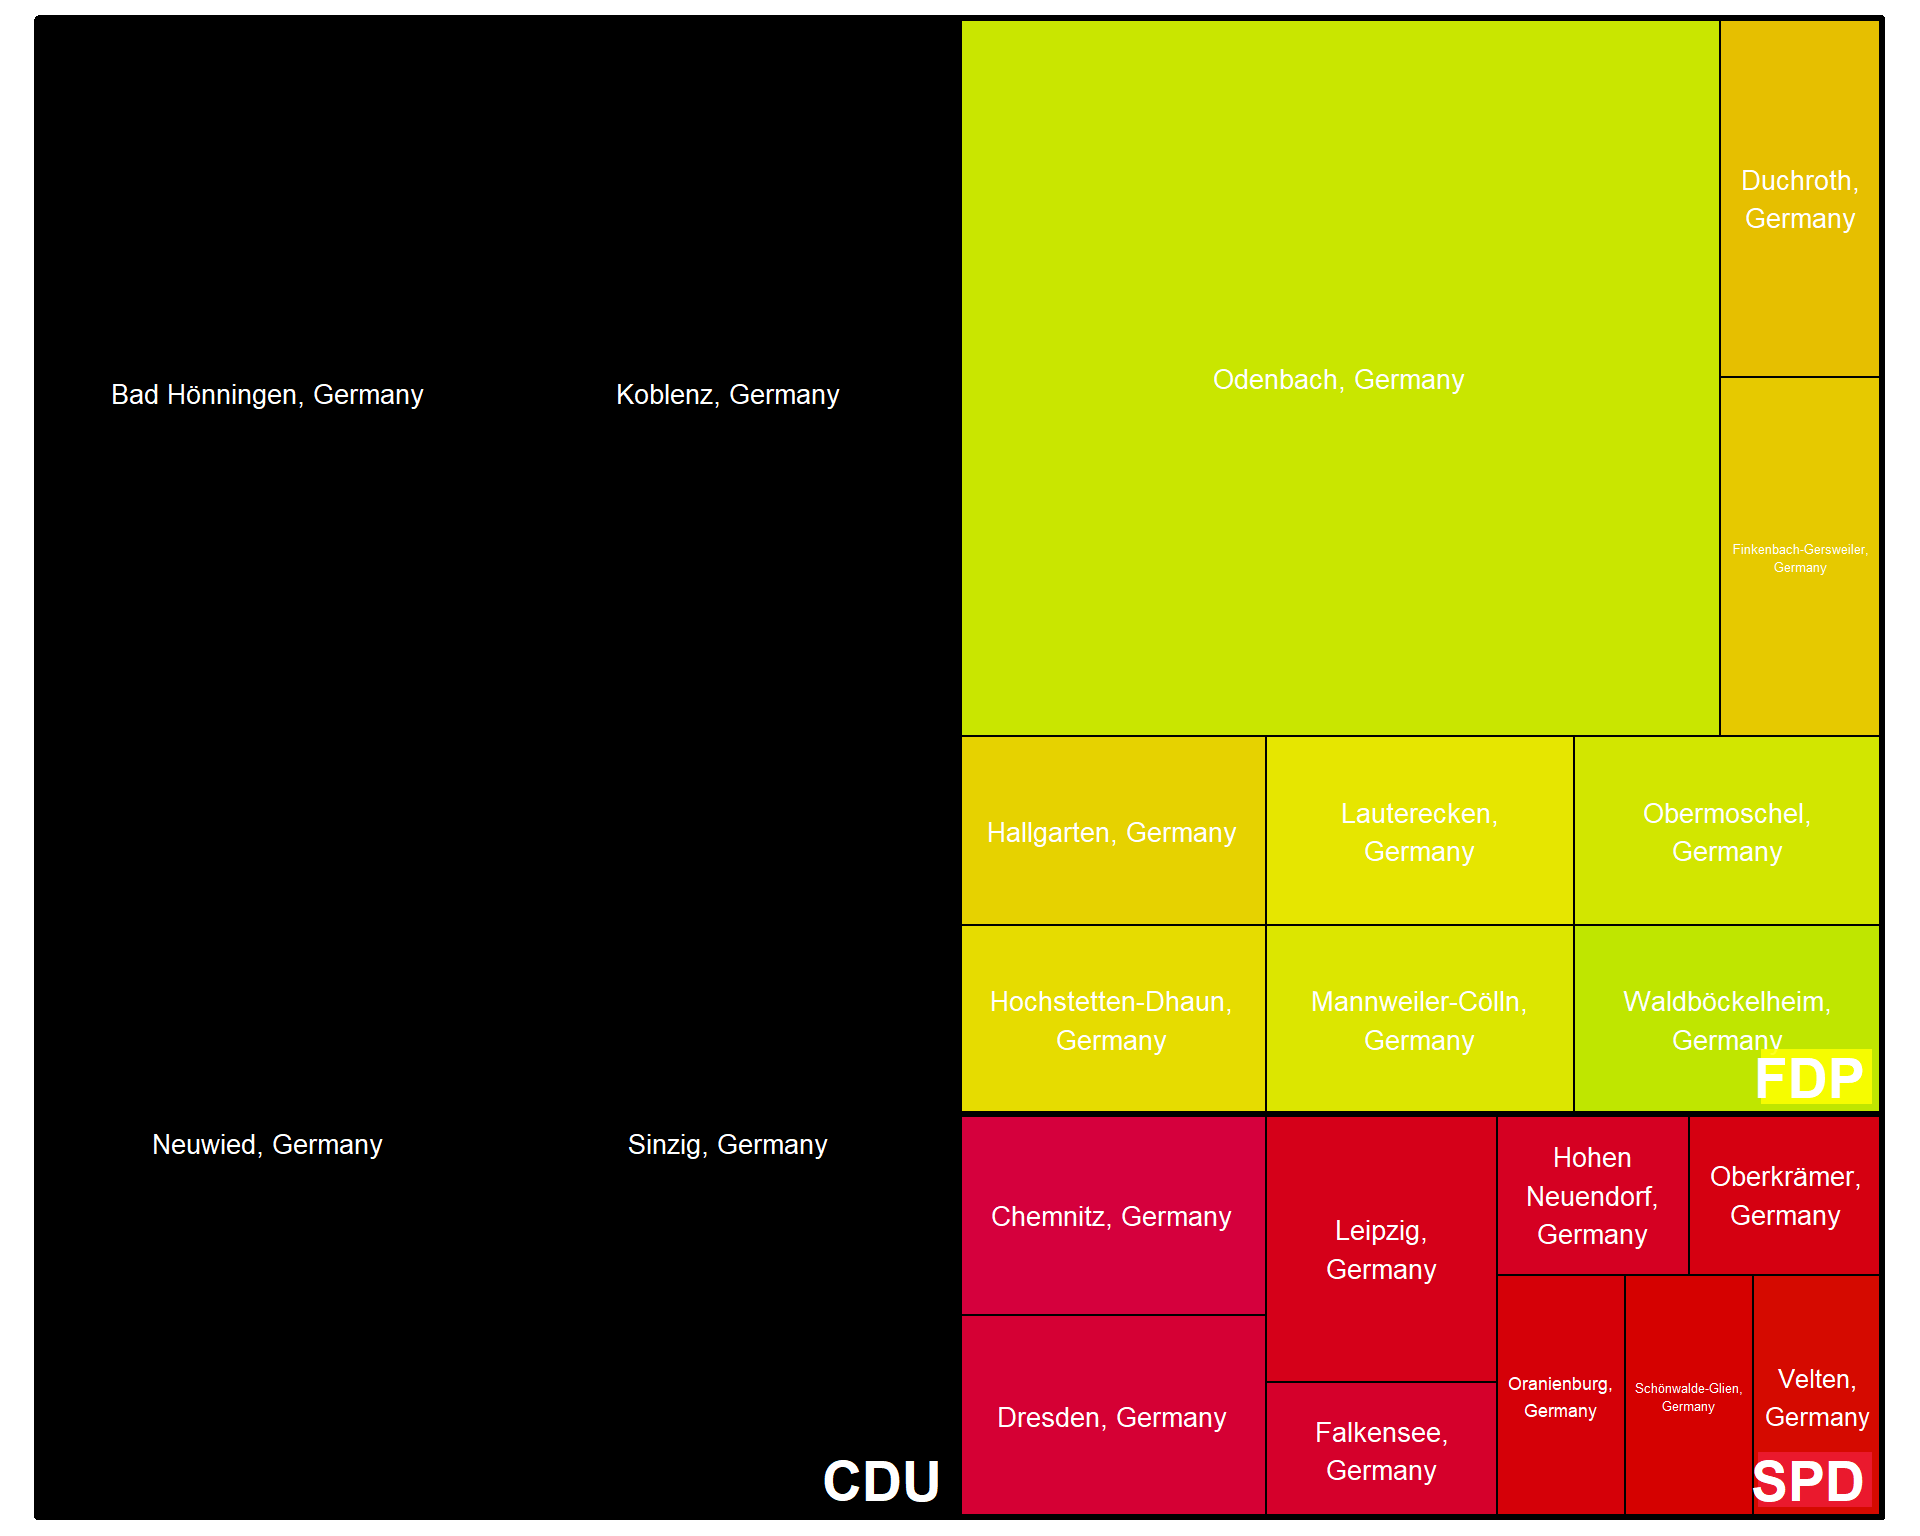 Bad Hönningen, Germany
Koblenz, Germany
Neuwied, Germany
Sinzig, Germany
CDU
Odenbach, Germany
Duchroth,
Germany
Finkenbach-Gersweiler,
Germany
Hallgarten, Germany
Lauterecken,
Germany
Obermoschel,
Germany
Hochstetten-Dhaun,
Germany
Mannweiler-Cölln,
Germany
Waldböckelheim,
Germany
FDP
Chemnitz, Germany
Dresden, Germany
Leipzig,
Germany
Falkensee,
Germany
Hohen
Neuendorf,
Germany
Oberkrämer,
Germany
Oranienburg,
Germany
Schönwalde-Glien,
Germany
Velten,
Germany
SPD